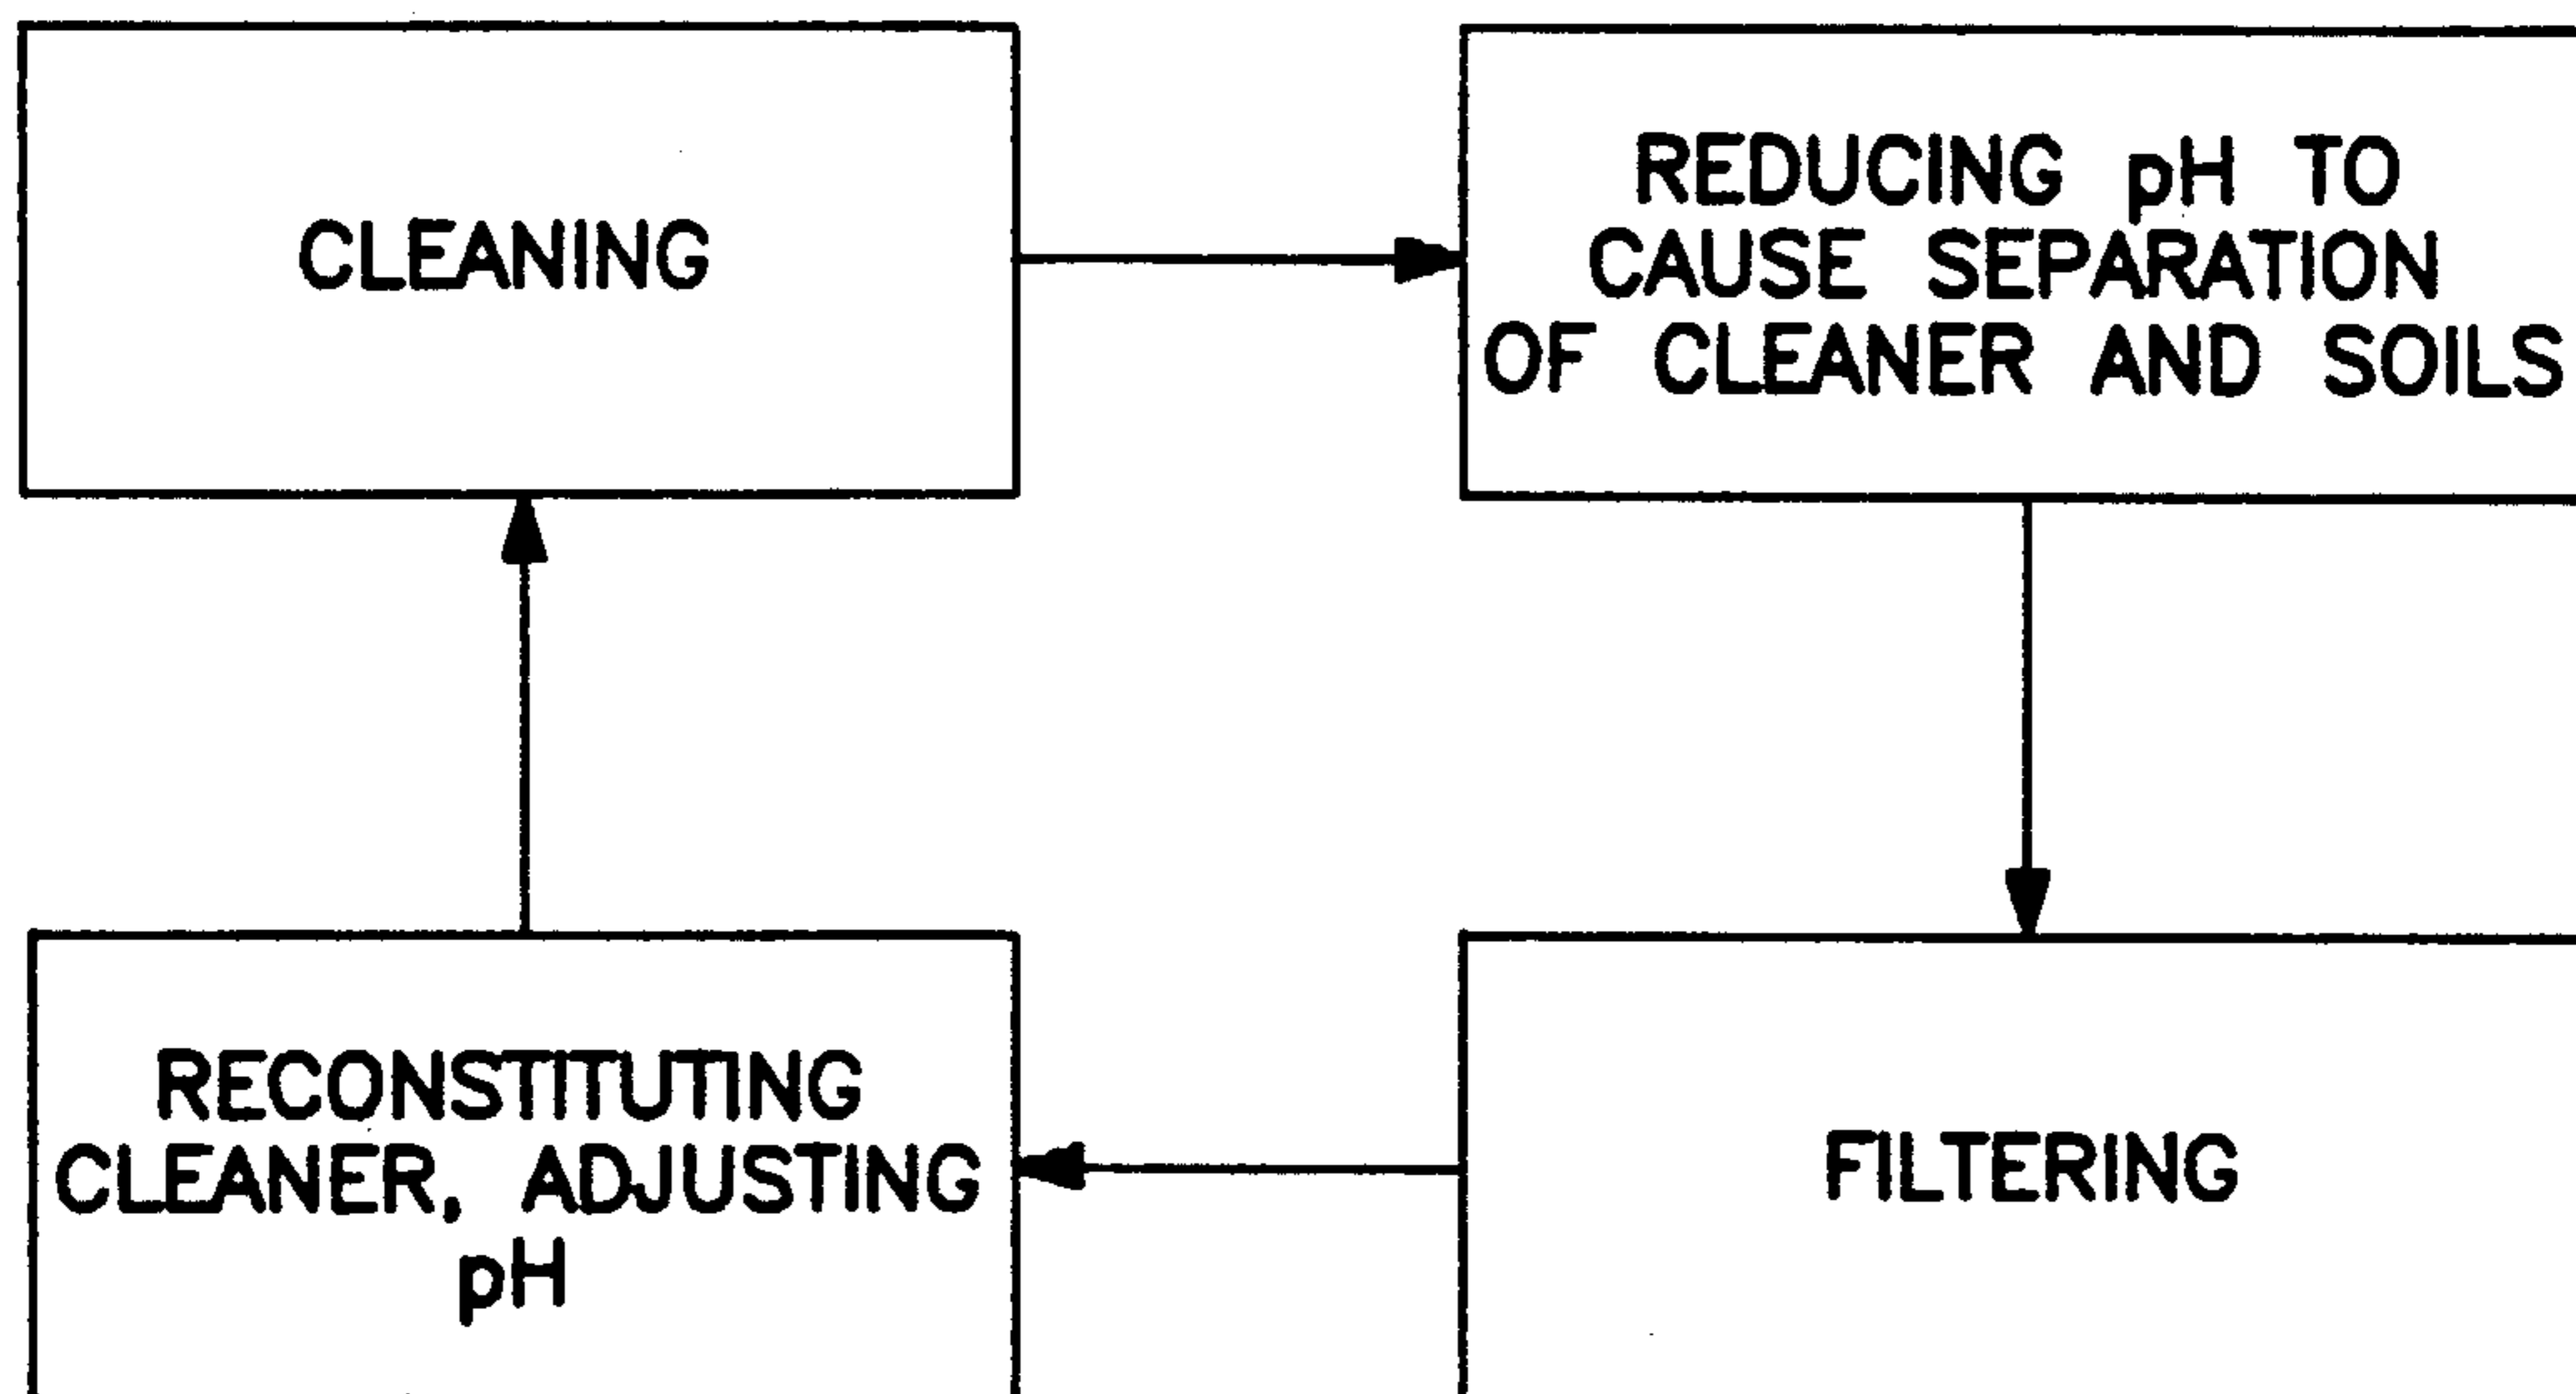 CLEANING
REDUCING pH TO
CAUSE SEPARATION
OF CLEANER AND SOILS
RECONSTITUTING
CLEANER, ADJUSTING
pH
FILTERING